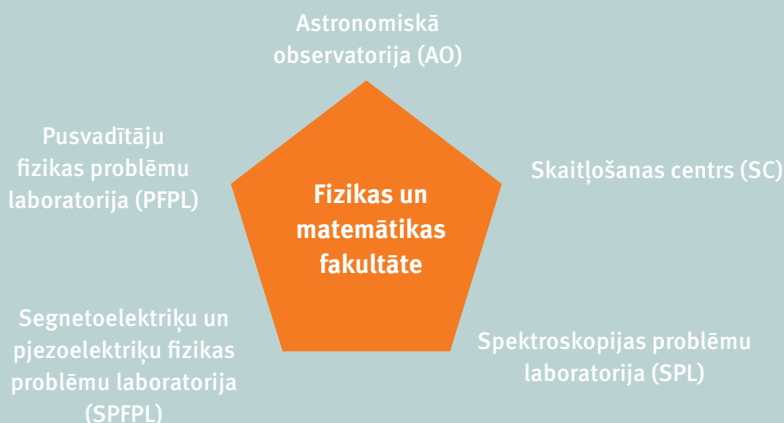 Astronomiskā
observatorija (AO)
Pusvadītāju
fizikas problēmu
laboratorija (PFPL)
Skaitļošanas centrs (SC)
Fizikas un
matemātikas
fakultāte
Segnetoelektriķu un
pjezoelektriķu fizikas
problēmu laboratorija
(SPFPL)
Spektroskopijas problēmu
laboratorija (SPL)